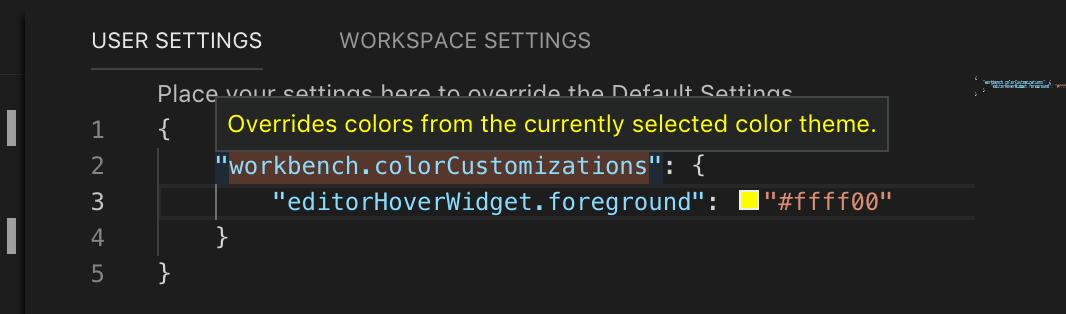 USER SETTINGS WORKSPACE SETTINGS
Place your settings here to override the Default Settings
Overrides colors from the currently selected color theme.
1 {
2 "workbench.colorCustomizations": {
3 "editorHoverWidget.foreground": "#ffff00"
4 }
5 }